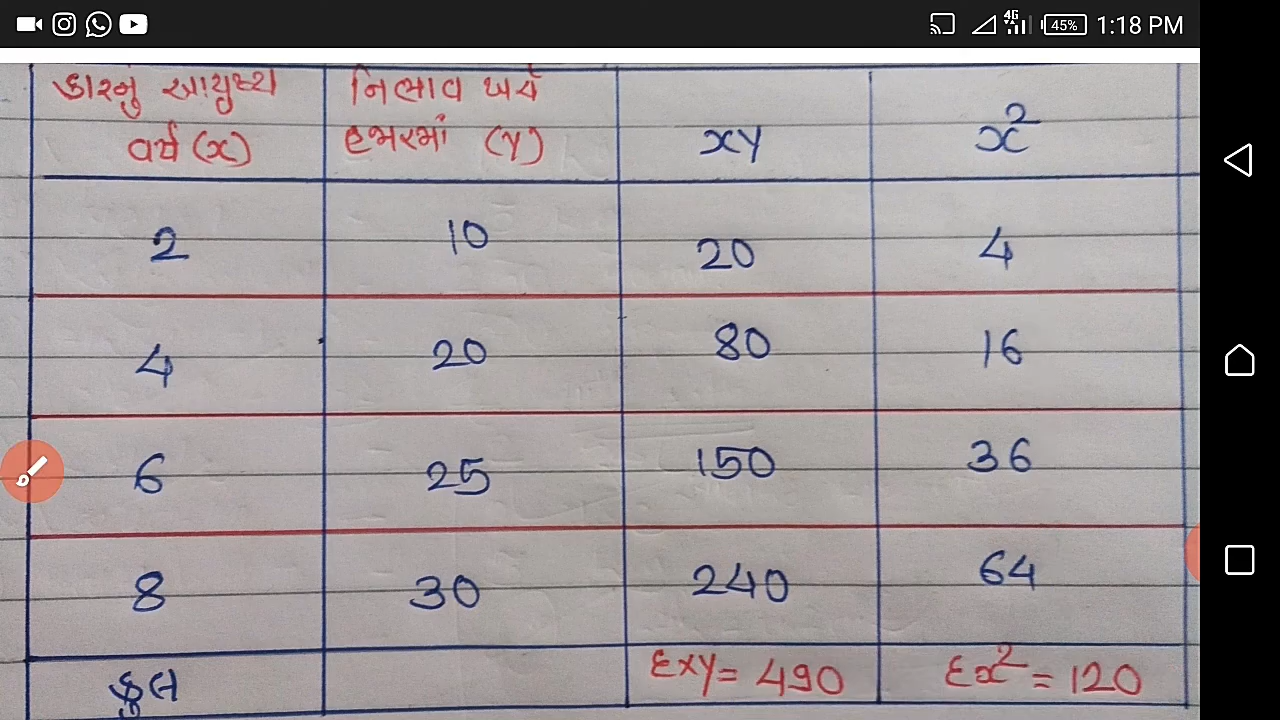 4G 45% 1:18 PM
કારનું આયુષ્ય
વર્ષ (x)
નિભાવ ખર્ચ
હજારમાં (y)
xy
x²
2 10 20 4
4 20 80 16
6 25 150 36
8 30 240 64
કુલ Σxy = 490 Σx² = 120